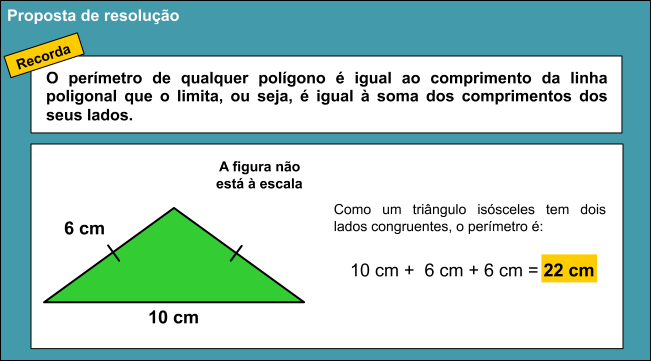 Proposta de resolução
Recorda
O perímetro de qualquer polígono é igual ao comprimento da linha
poligonal que o limita, ou seja, é igual à soma dos comprimentos dos
seus lados.
A figura não
está à escala
6 cm
10 cm
Como um triângulo isósceles tem dois
lados congruentes, o perímetro é:
10 cm + 6 cm + 6 cm = 22 cm